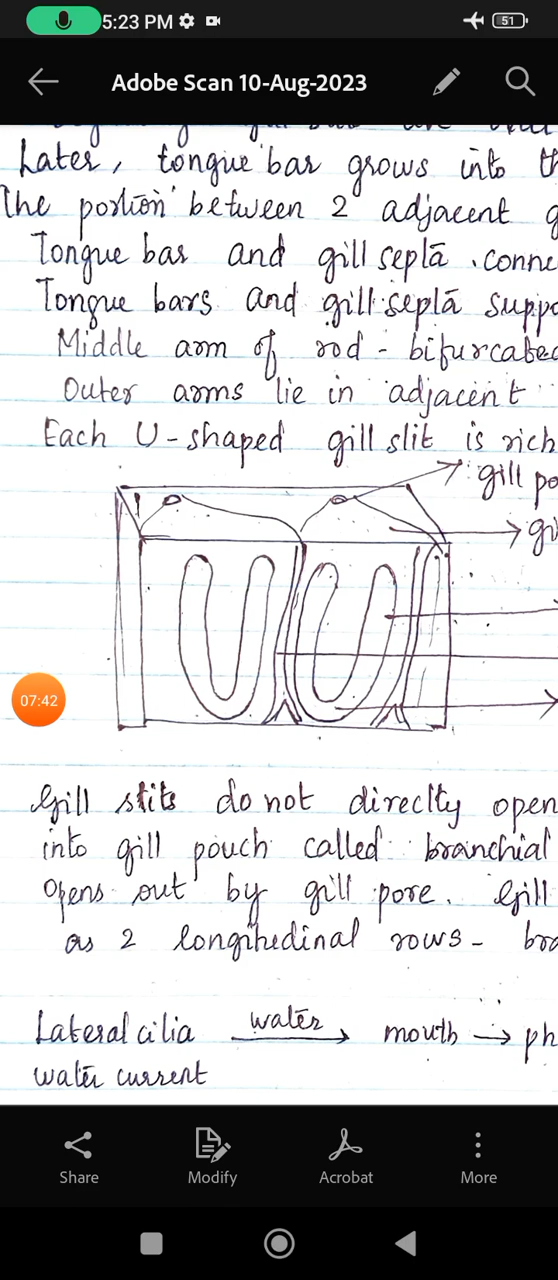 5:23 PM
51
Adobe Scan 10-Aug-2023
Later, tongue bar grows into th
The portion between 2 adjacent g
Tongue bar and gill septa conne
Tongue bars and gill septa suppo
Middle arm of rod - bifurcated
Outer arms lie in adjacent
Each U-shaped gill slit is rich
gill po
gi
07:42
Gill slits do not direclty open
into gill pouch called branchial
opens out by gill pore. Gill
as 2 longitudinal rows - bra
Lateral cilia water → mouth → ph
water current
Share
Modify
Acrobat
More